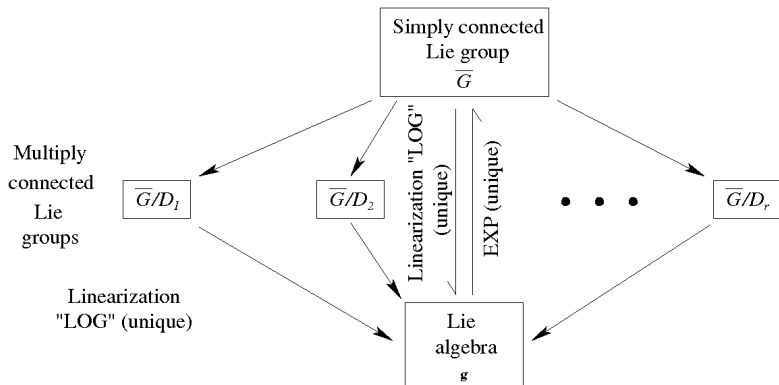 Simply connected
Lie group
G̅
Multiply
connected
Lie
groups
G̅/D₁
G̅/D₂
Linearization "LOG"
(unique)
EXP (unique)
• • •
G̅/Dᵣ
Linearization
"LOG" (unique)
Lie
algebra
g